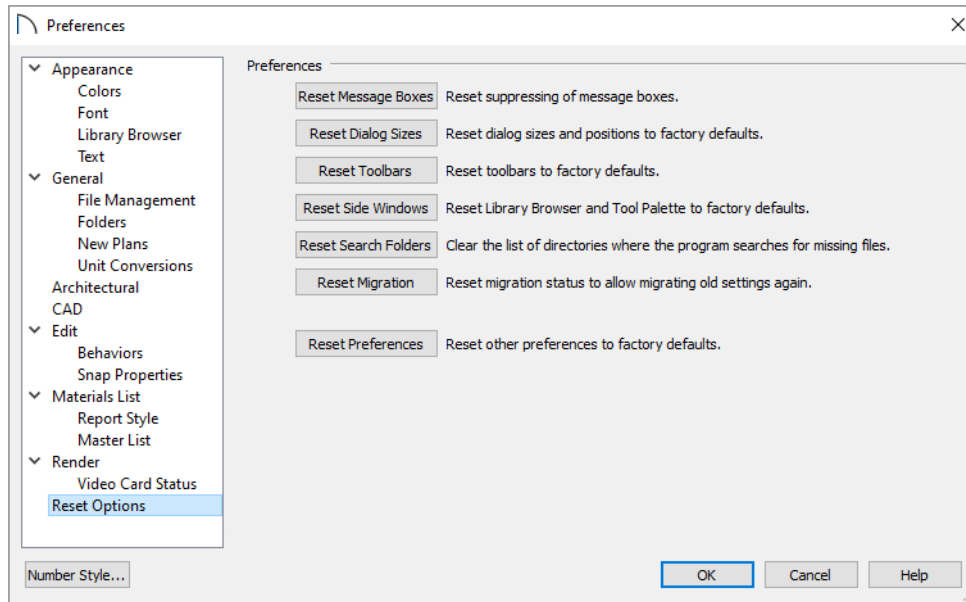 Preferences
Appearance
Colors
Font
Library Browser
Text
General
File Management
Folders
New Plans
Unit Conversions
Architectural
CAD
Edit
Behaviors
Snap Properties
Materials List
Report Style
Master List
Render
Video Card Status
Reset Options
Preferences
Reset Message Boxes Reset suppressing of message boxes.
Reset Dialog Sizes Reset dialog sizes and positions to factory defaults.
Reset Toolbars Reset toolbars to factory defaults.
Reset Side Windows Reset Library Browser and Tool Palette to factory defaults.
Reset Search Folders Clear the list of directories where the program searches for missing files.
Reset Migration Reset migration status to allow migrating old settings again.
Reset Preferences Reset other preferences to factory defaults.
Number Style... OK Cancel Help